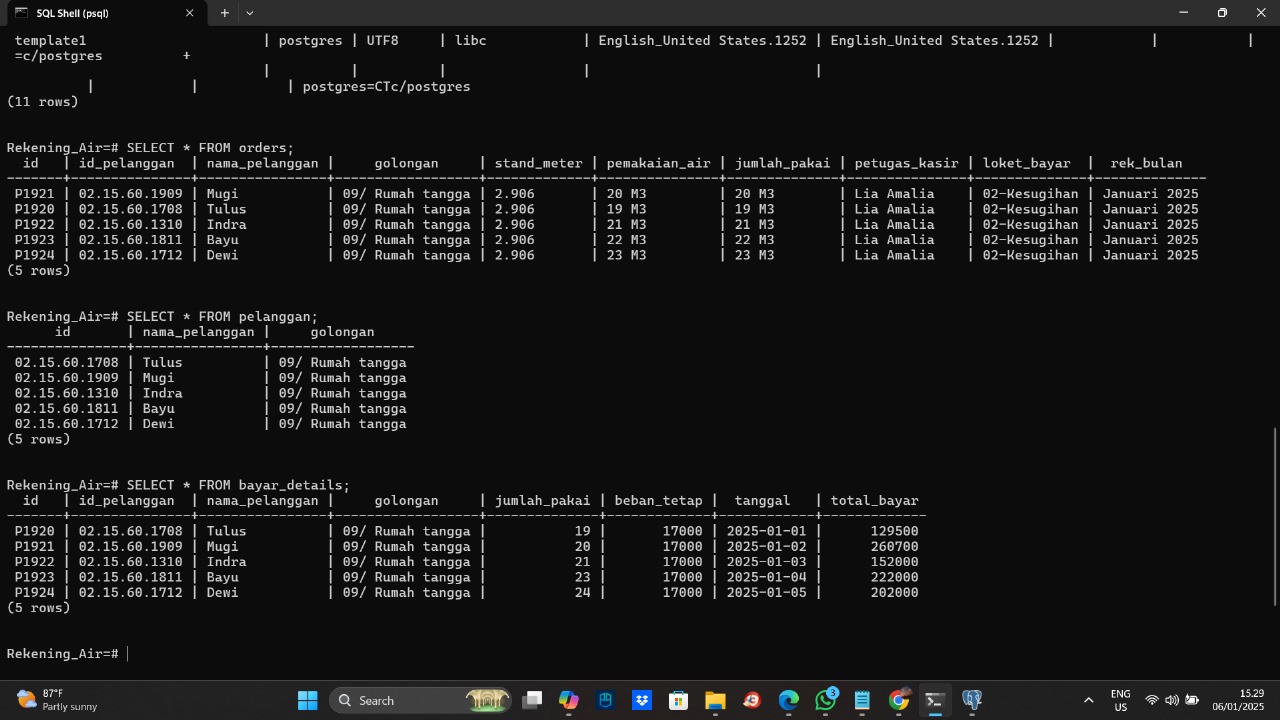 SQL Shell (psql)
template1 | postgres | UTF8 | libc | English_United States.1252 | English_United States.1252 | | |
=c/postgres +
| | | | |
| | | postgres=CTc/postgres
(11 rows)
Rekening_Air=# SELECT * FROM orders;
id | id_pelanggan | nama_pelanggan | golongan | stand_meter | pemakaian_air | jumlah_pakai | petugas_kasir | loket_bayar | rek_bulan
P1921 | 02.15.60.1909 | Mugi | 09/ Rumah tangga | 2.906 | 20 M3 | 20 M3 | Lia Amalia | 02-Kesugihan | Januari 2025
P1920 | 02.15.60.1708 | Tulus | 09/ Rumah tangga | 2.906 | 19 M3 | 19 M3 | Lia Amalia | 02-Kesugihan | Januari 2025
P1922 | 02.15.60.1310 | Indra | 09/ Rumah tangga | 2.906 | 21 M3 | 21 M3 | Lia Amalia | 02-Kesugihan | Januari 2025
P1923 | 02.15.60.1811 | Bayu | 09/ Rumah tangga | 2.906 | 22 M3 | 22 M3 | Lia Amalia | 02-Kesugihan | Januari 2025
P1924 | 02.15.60.1712 | Dewi | 09/ Rumah tangga | 2.906 | 23 M3 | 23 M3 | Lia Amalia | 02-Kesugihan | Januari 2025
(5 rows)
Rekening_Air=# SELECT * FROM pelanggan;
id | nama_pelanggan | golongan
02.15.60.1708 | Tulus | 09/ Rumah tangga
02.15.60.1909 | Mugi | 09/ Rumah tangga
02.15.60.1310 | Indra | 09/ Rumah tangga
02.15.60.1811 | Bayu | 09/ Rumah tangga
02.15.60.1712 | Dewi | 09/ Rumah tangga
(5 rows)
Rekening_Air=# SELECT * FROM bayar_details;
id | id_pelanggan | nama_pelanggan | golongan | jumlah_pakai | beban_tetap | tanggal | total_bayar
P1920 | 02.15.60.1708 | Tulus | 09/ Rumah tangga | 19 | 17000 | 2025-01-01 | 129500
P1921 | 02.15.60.1909 | Mugi | 09/ Rumah tangga | 20 | 17000 | 2025-01-02 | 260700
P1922 | 02.15.60.1310 | Indra | 09/ Rumah tangga | 21 | 17000 | 2025-01-03 | 152000
P1923 | 02.15.60.1811 | Bayu | 09/ Rumah tangga | 23 | 17000 | 2025-01-04 | 222000
P1924 | 02.15.60.1712 | Dewi | 09/ Rumah tangga | 24 | 17000 | 2025-01-05 | 202000
(5 rows)
Rekening_Air=#
87°F
Partly sunny
Search
3
ENG
US
15.29
06/01/2025